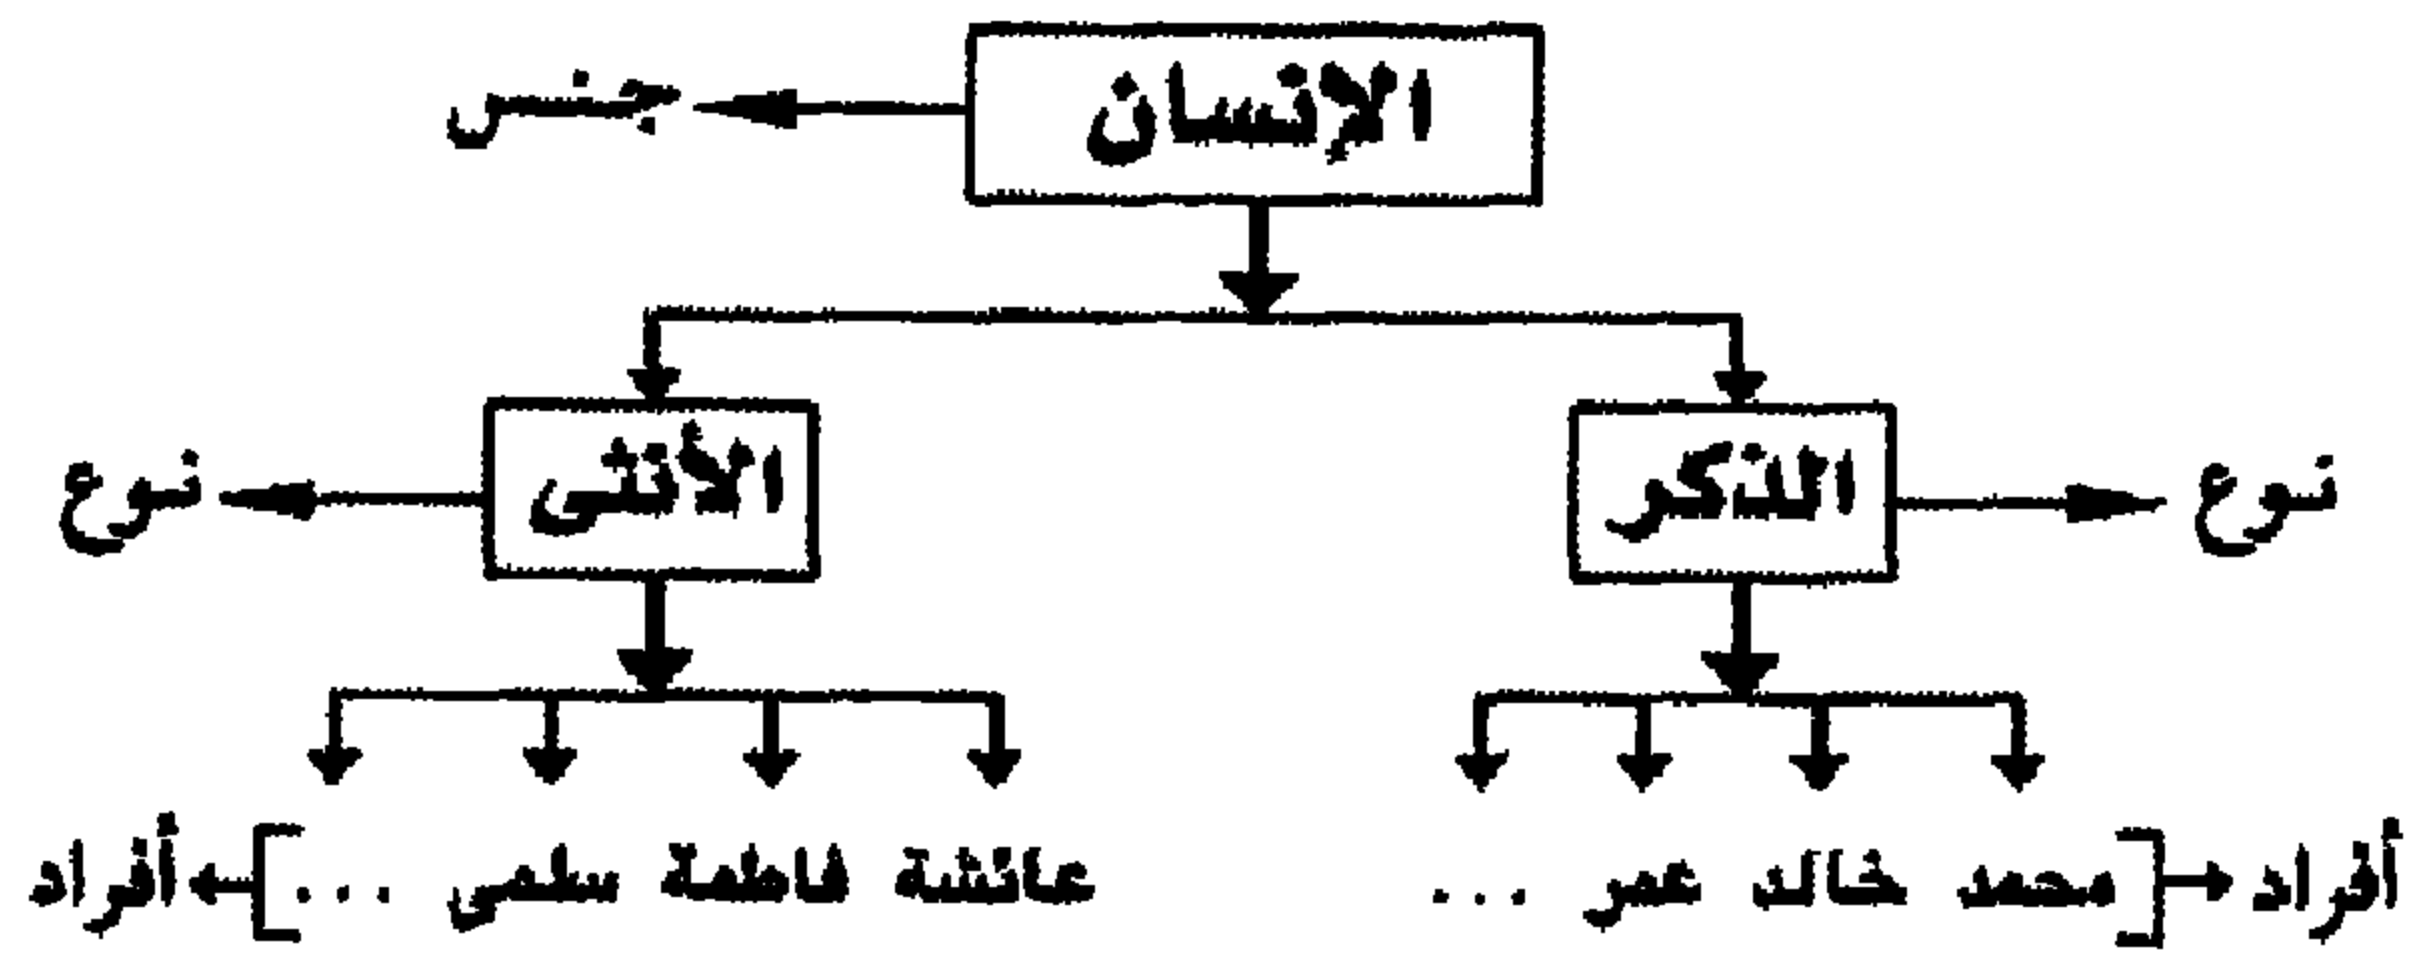 الإنسان جنس
نوع الذكر الأنثى نوع
أفراد محمد خالد عمر ... عائشة فاطمة سلمى ... أفراد